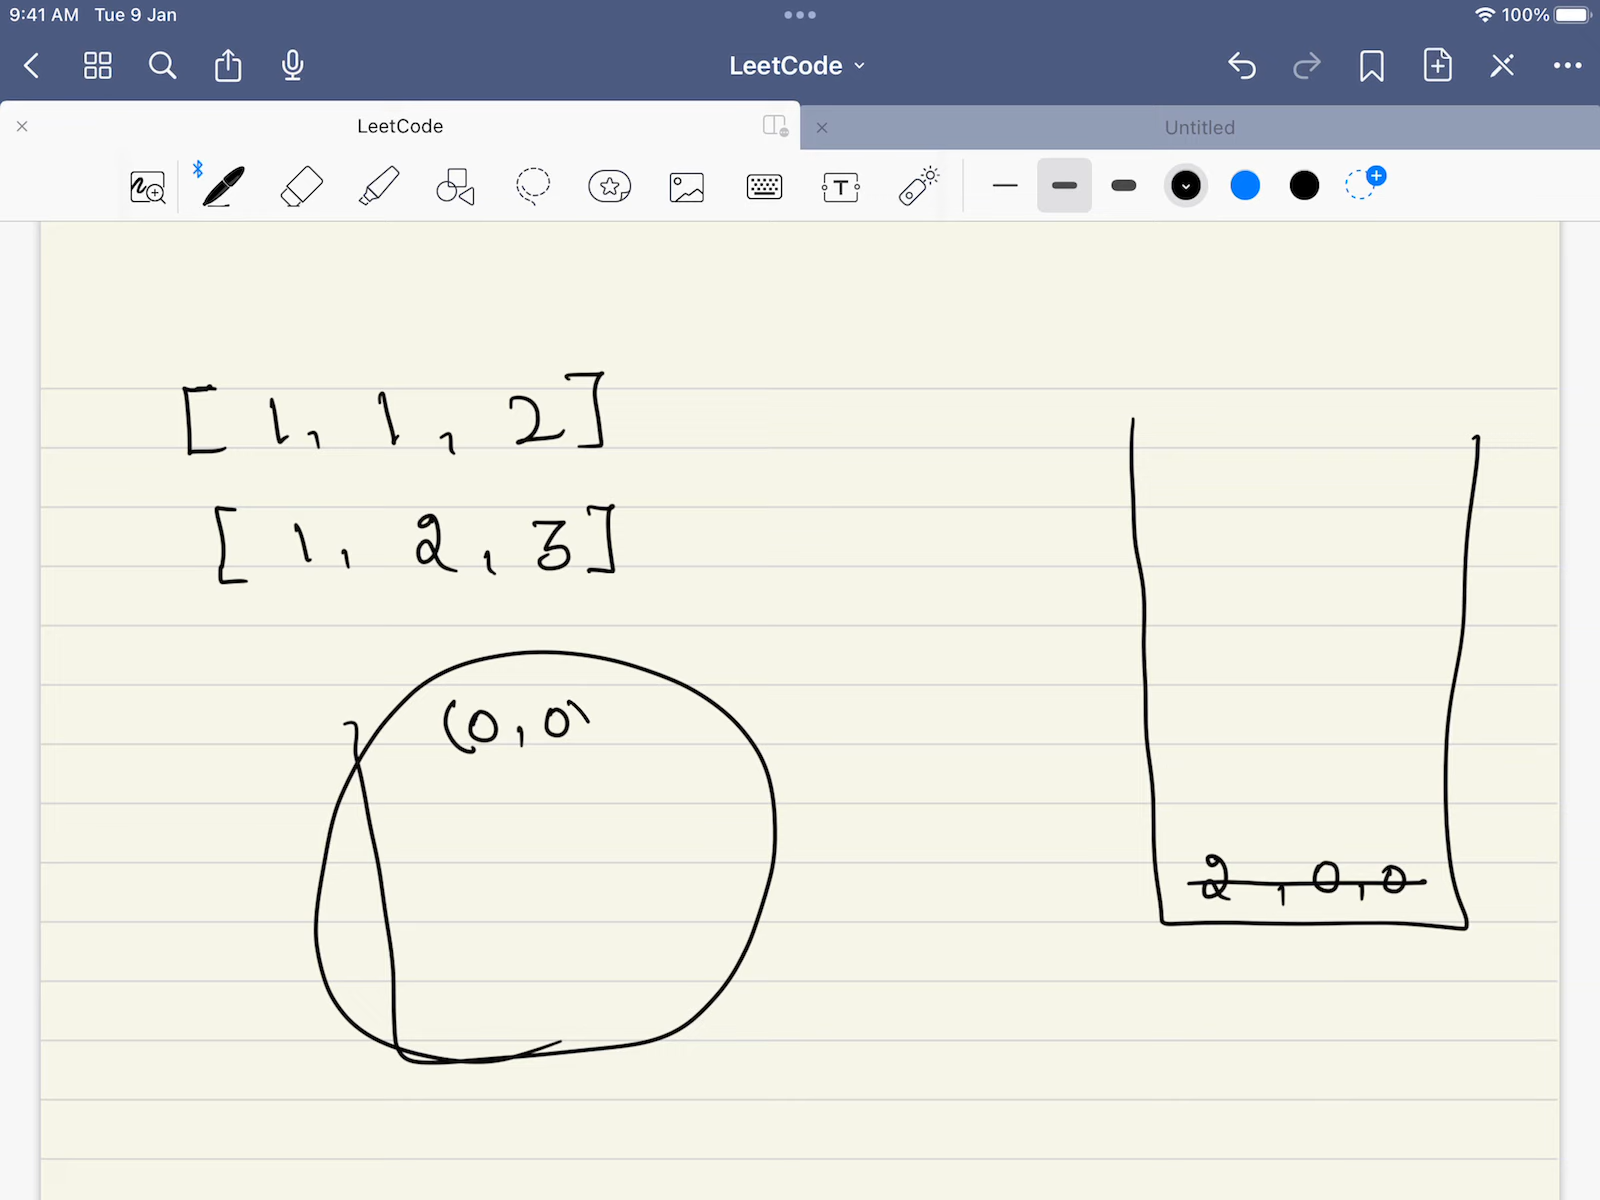 9:41 AM Tue 9 Jan
100%
LeetCode
LeetCode
Untitled
T
[ 1, 1, 2]
[ 1, 2, 3]
(0,0)
2,0,0